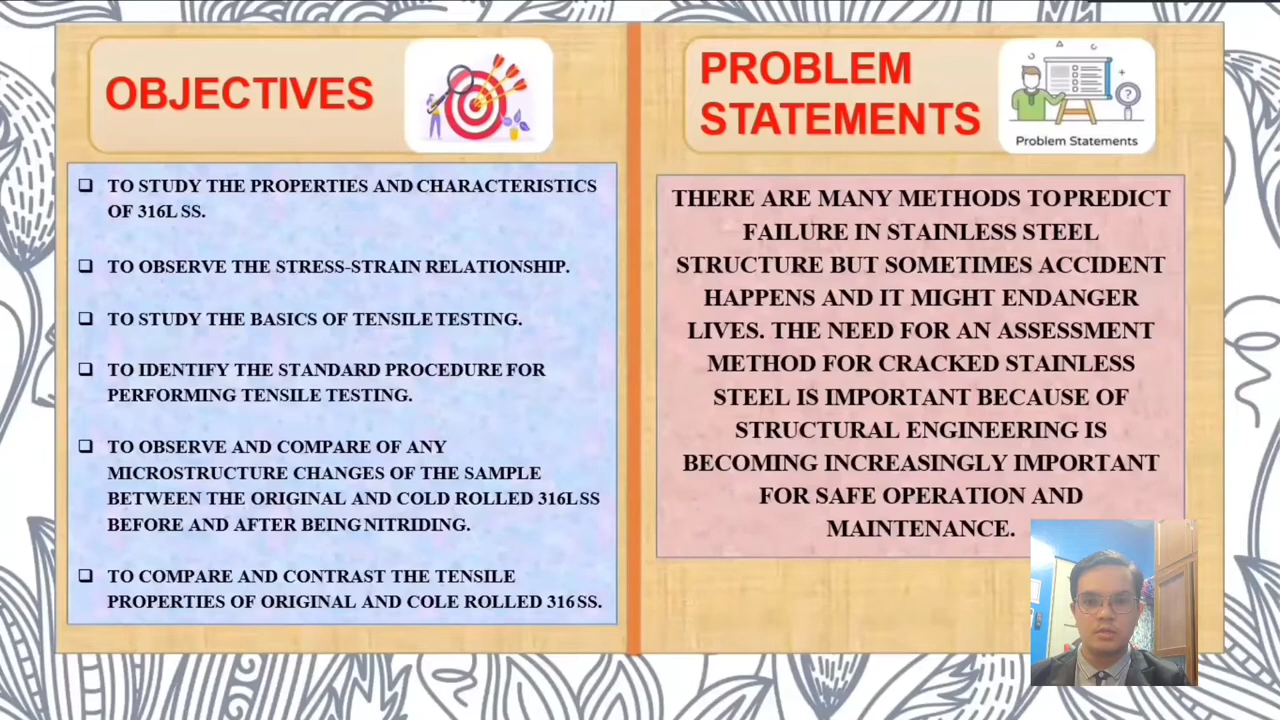 OBJECTIVES
TO STUDY THE PROPERTIES AND CHARACTERISTICS
OF 316L SS.
TO OBSERVE THE STRESS-STRAIN RELATIONSHIP.
TO STUDY THE BASICS OF TENSILE TESTING.
TO IDENTIFY THE STANDARD PROCEDURE FOR
PERFORMING TENSILE TESTING.
TO OBSERVE AND COMPARE OF ANY
MICROSTRUCTURE CHANGES OF THE SAMPLE
BETWEEN THE ORIGINAL AND COLD ROLLED 316L SS
BEFORE AND AFTER BEING NITRIDING.
TO COMPARE AND CONTRAST THE TENSILE
PROPERTIES OF ORIGINAL AND COLE ROLLED 316 SS.
PROBLEM
STATEMENTS
Problem Statements
THERE ARE MANY METHODS TO PREDICT
FAILURE IN STAINLESS STEEL
STRUCTURE BUT SOMETIMES ACCIDENT
HAPPENS AND IT MIGHT ENDANGER
LIVES. THE NEED FOR AN ASSESSMENT
METHOD FOR CRACKED STAINLESS
STEEL IS IMPORTANT BECAUSE OF
STRUCTURAL ENGINEERING IS
BECOMING INCREASINGLY IMPORTANT
FOR SAFE OPERATION AND
MAINTENANCE.